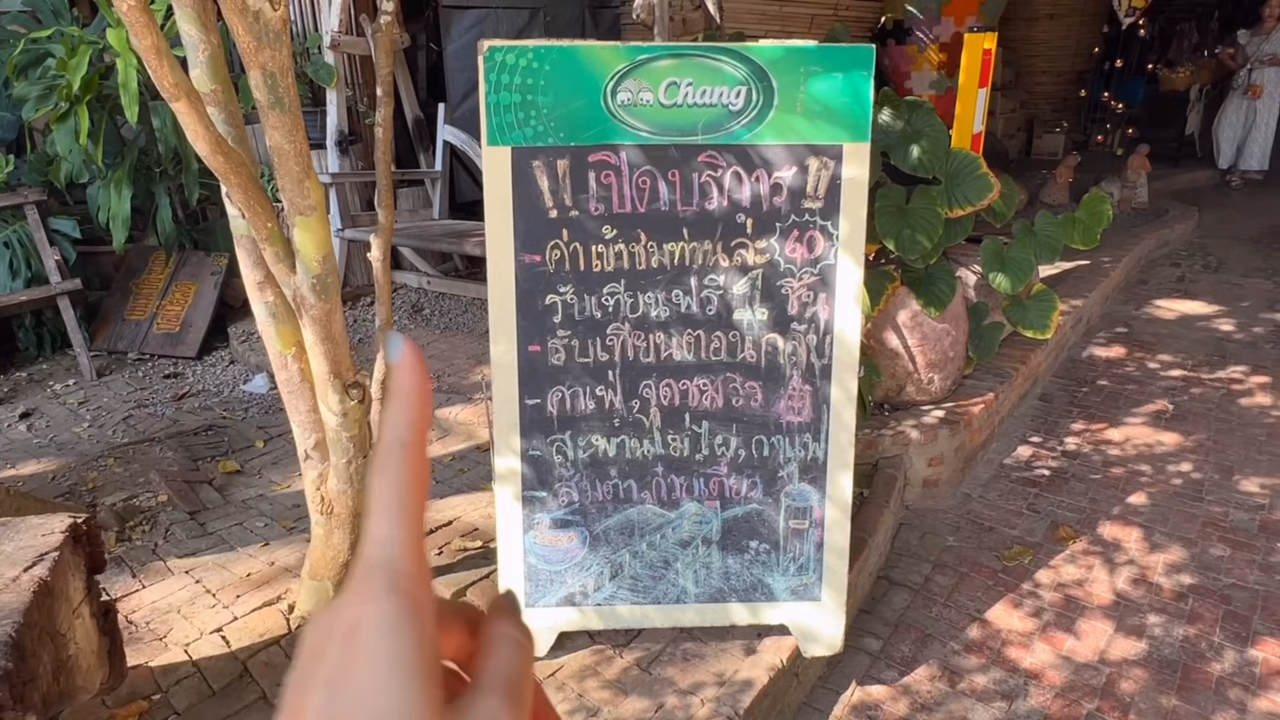 Chang
!! เปิดบริการ !!
- ค่าเข้าชมท่านล่ะ 40
รับเทียนฟรี 1 ชิ้น
- รับเทียนตอนกลับ
- คาเฟ่, จุดชมวิว
- สะพานไม้ไผ่, กาแฟ
ส้มตำ, ก๋วยเตี๋ยว